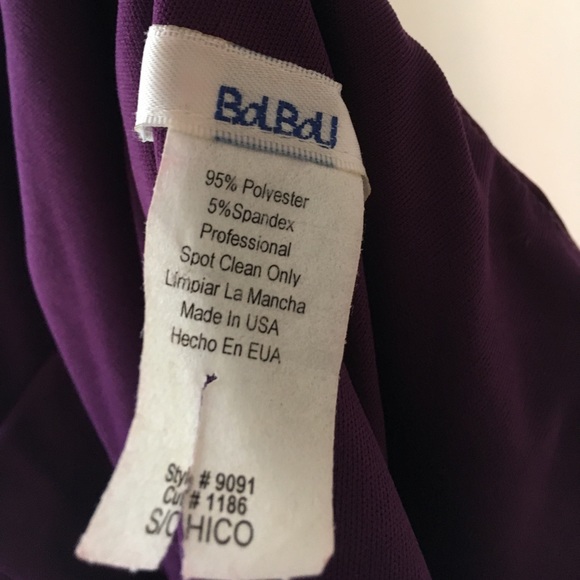 BoLBoLI
95% Polyester
5%Spandex
Professional
Spot Clean Only
Limpiar La Mancha
Made In USA
Hecho En EUA
Style # 9091
Cut # 1186
S/CHICO